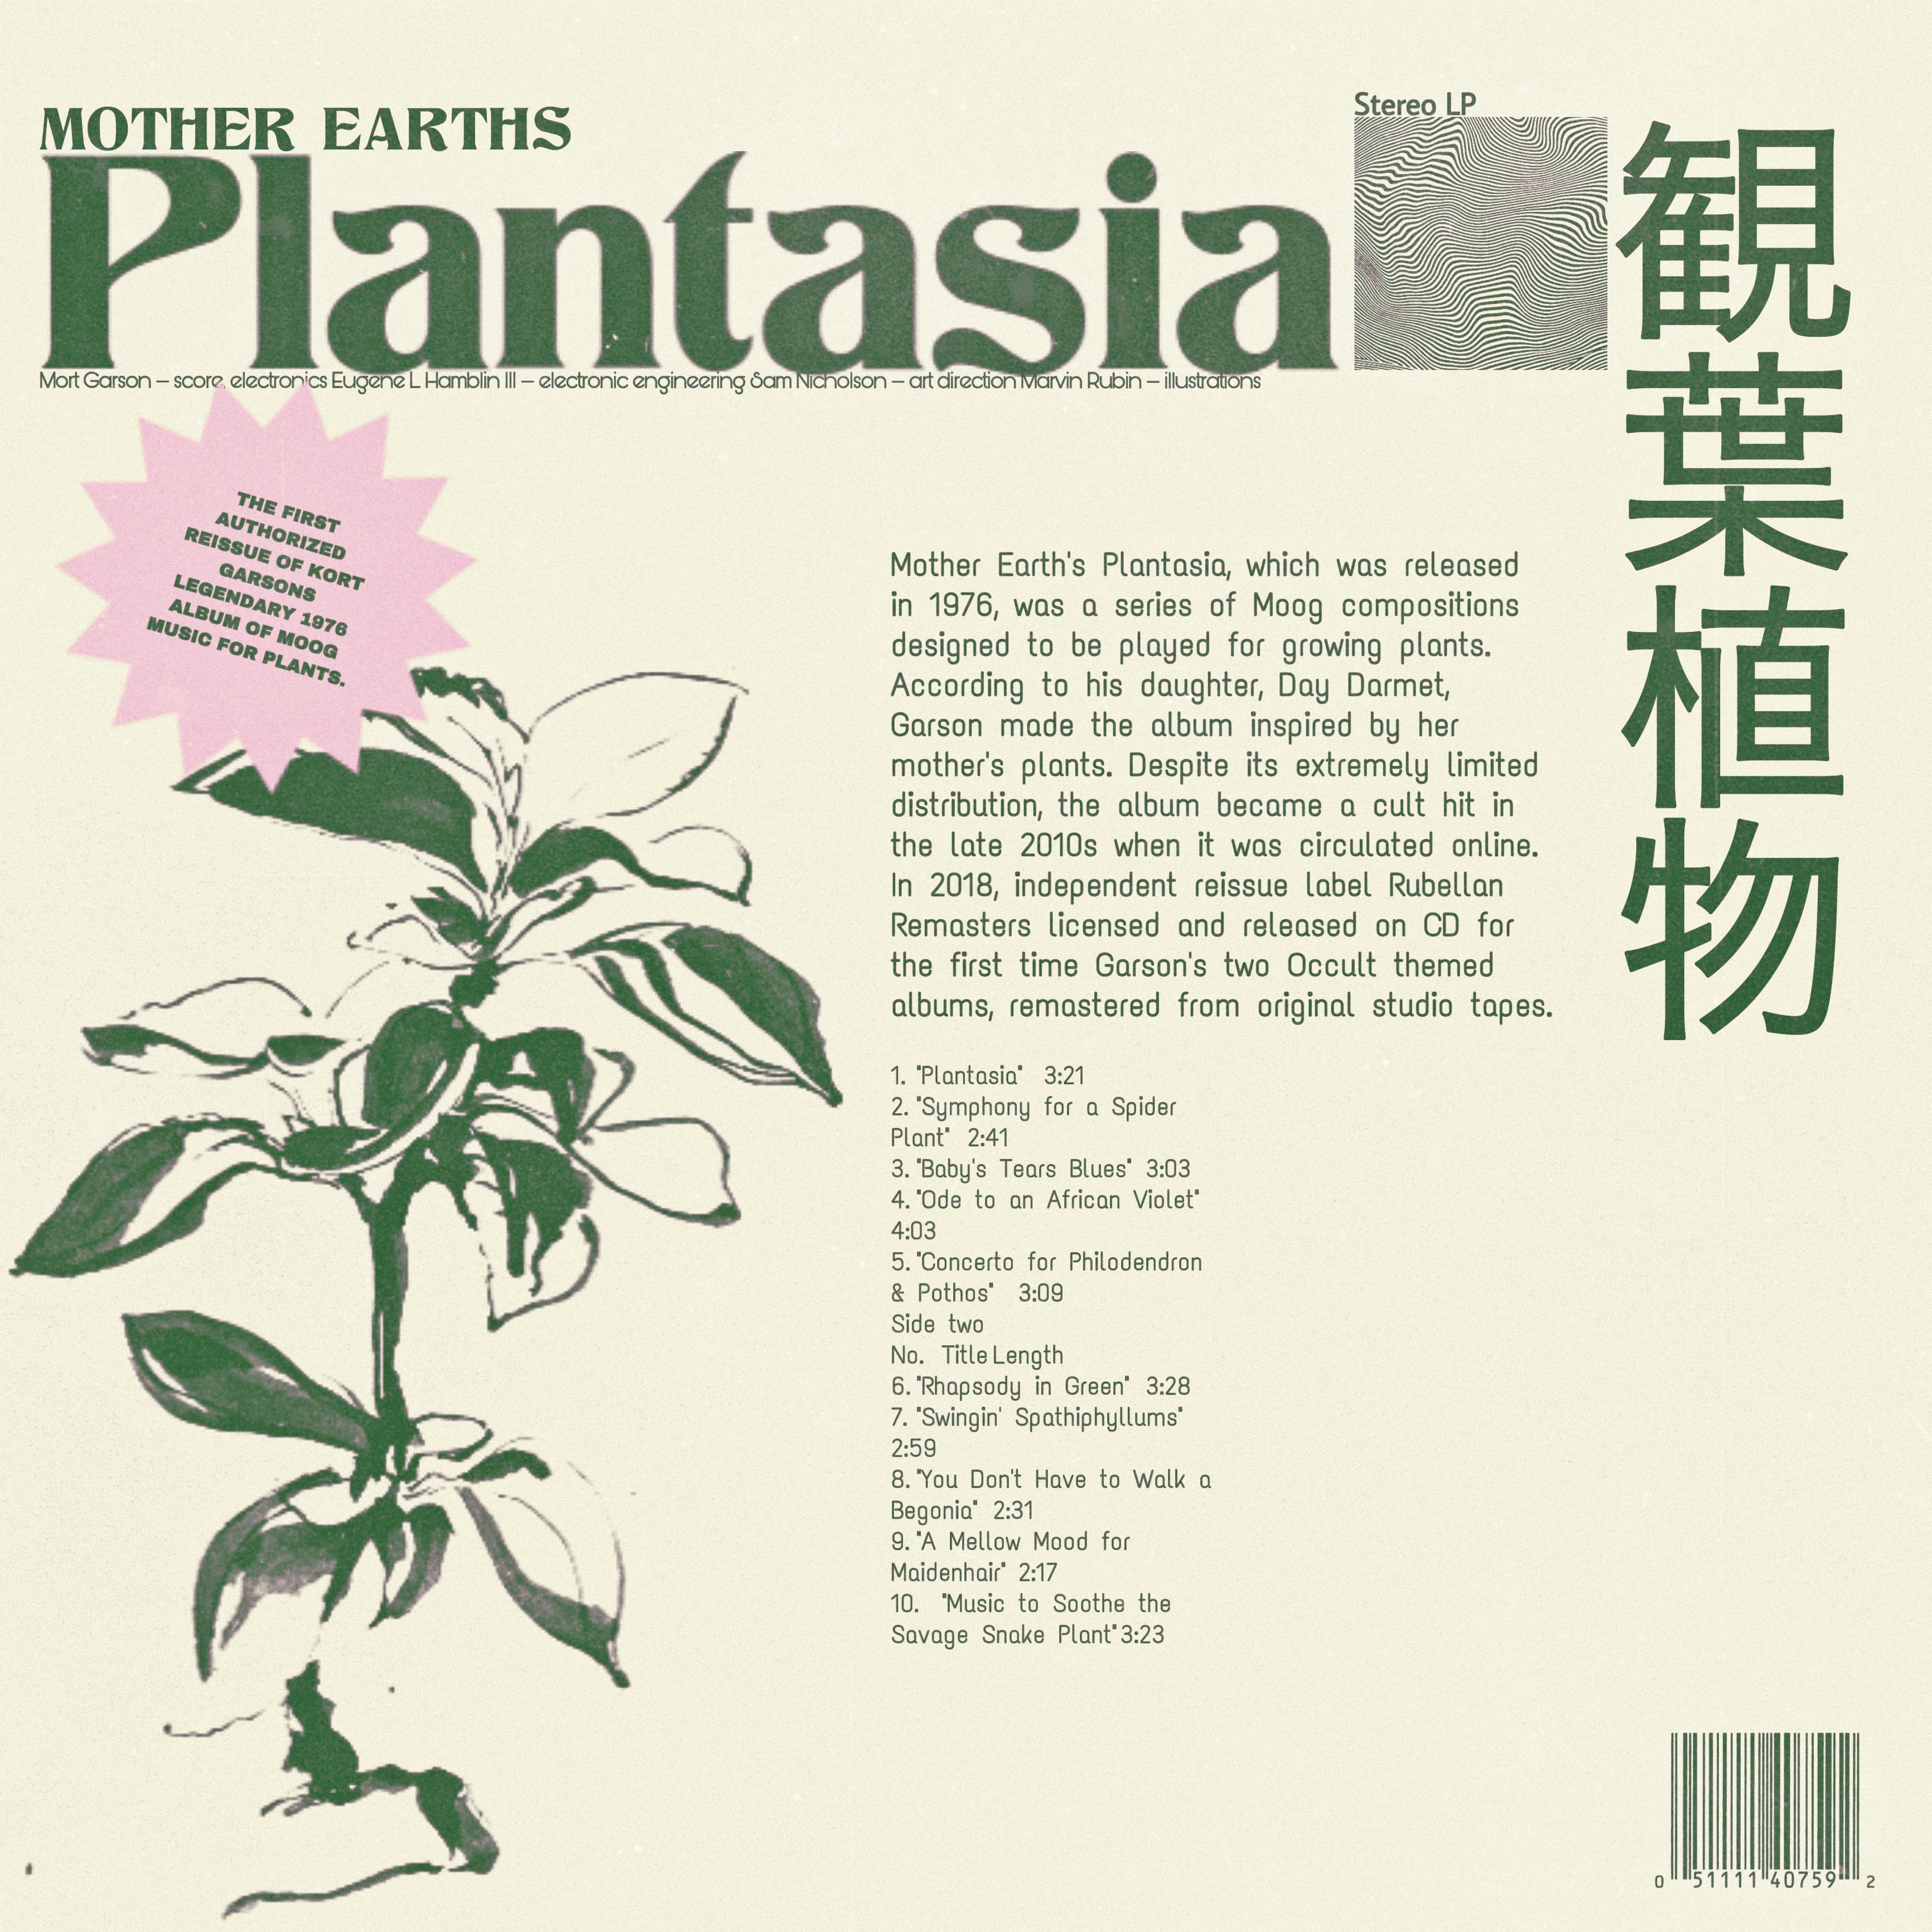 MOTHER EARTHS
Plantasia
Mort Garson – score, electronics Eugene L Hamblin III – electronic engineering Sam Nicholson – art direction Marvin Rubin – illustrations
Stereo LP
観
葉
植
物
THE FIRST
AUTHORIZED
REISSUE OF KORT
GARSONS
LEGENDARY 1976
ALBUM OF MOOG
MUSIC FOR PLANTS.
Mother Earth's Plantasia, which was released
in 1976, was a series of Moog compositions
designed to be played for growing plants.
According to his daughter, Day Darmet,
Garson made the album inspired by her
mother's plants. Despite its extremely limited
distribution, the album became a cult hit in
the late 2010s when it was circulated online.
In 2018, independent reissue label Rubellan
Remasters licensed and released on CD for
the first time Garson's two Occult themed
albums, remastered from original studio tapes.
1. "Plantasia" 3:21
2. "Symphony for a Spider
Plant" 2:41
3. "Baby's Tears Blues" 3:03
4. "Ode to an African Violet"
4:03
5. "Concerto for Philodendron
& Pothos" 3:09
Side two
No. Title Length
6. "Rhapsody in Green" 3:28
7. "Swingin' Spathiphyllums"
2:59
8. "You Don't Have to Walk a
Begonia" 2:31
9. "A Mellow Mood for
Maidenhair" 2:17
10. "Music to Soothe the
Savage Snake Plant" 3:23
0 51111 40759 2